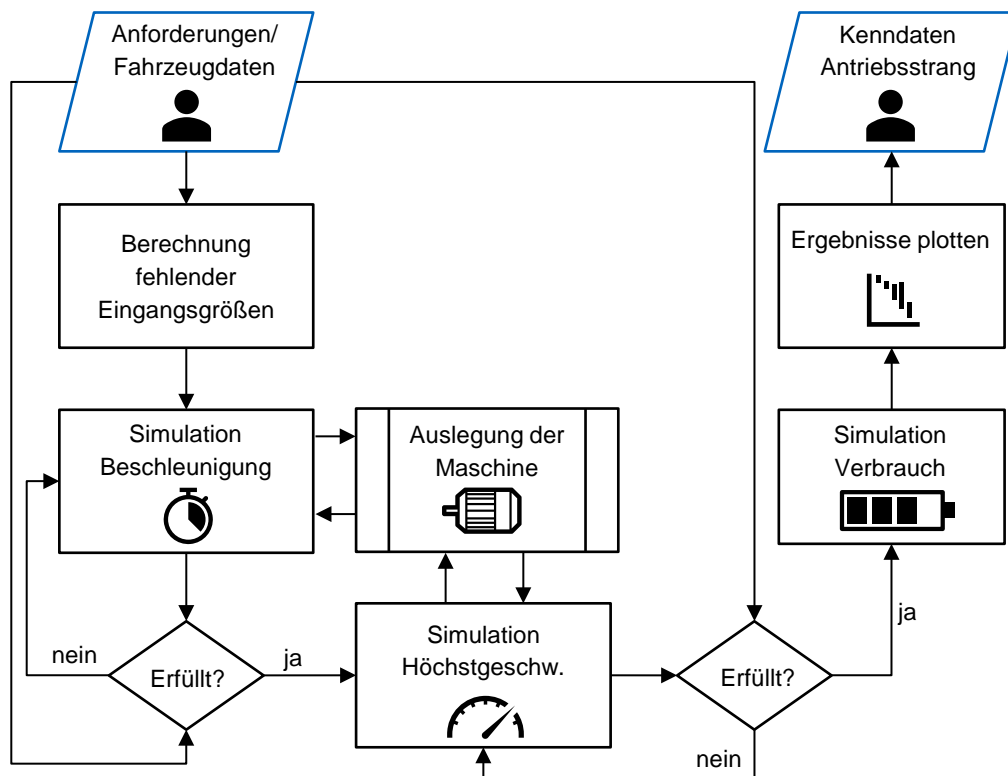 Anforderungen/
Fahrzeugdaten
Kenndaten
Antriebsstrang
Berechnung
fehlender
Eingangsgrößen
Ergebnisse plotten
Simulation
Beschleunigung
Auslegung der
Maschine
Simulation
Verbrauch
nein
Erfüllt?
ja
Simulation
Höchstgeschw.
Erfüllt?
ja
nein